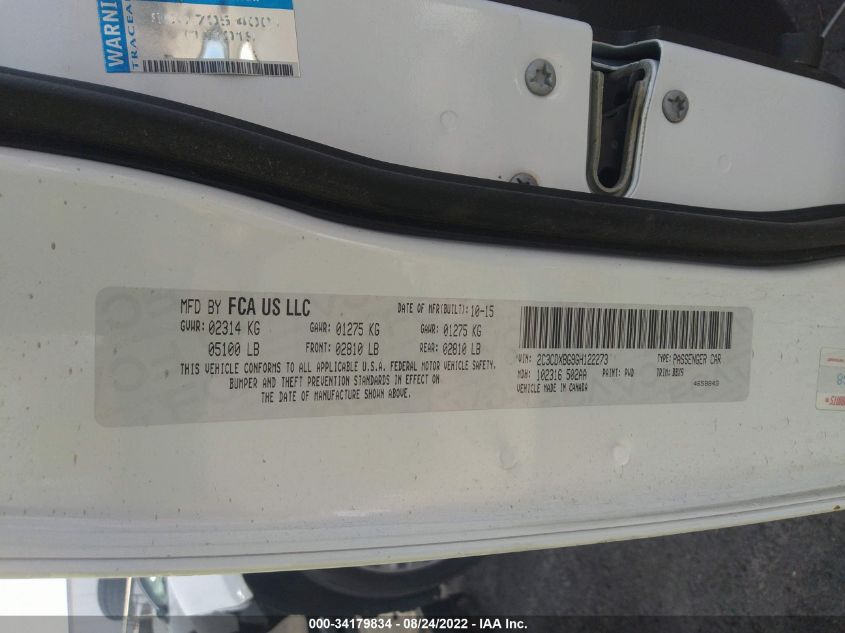 WARNI
TRACEA
MFD BY FCA US LLC
DATE OF MFR(BUILT): 10-15
GVWR: 02314 KG GAWR: 01275 KG GAWR: 01275 KG
05100 LB FRONT: 02810 LB REAR: 02810 LB
THIS VEHICLE CONFORMS TO ALL APPLICABLE U.S.A. FEDERAL MOTOR VEHICLE SAFETY,
BUMPER AND THEFT PREVENTION STANDARDS IN EFFECT ON
THE DATE OF MANUFACTURE SHOWN ABOVE.
VIN: 2C3CDXBG9GH122273 TYPE: PASSENGER CAR
MDH: 102316 502AA PAINT: PWD TRIM: BBX9
VEHICLE MADE IN CANADA
000-34179834 - 08/24/2022 - IAA Inc.